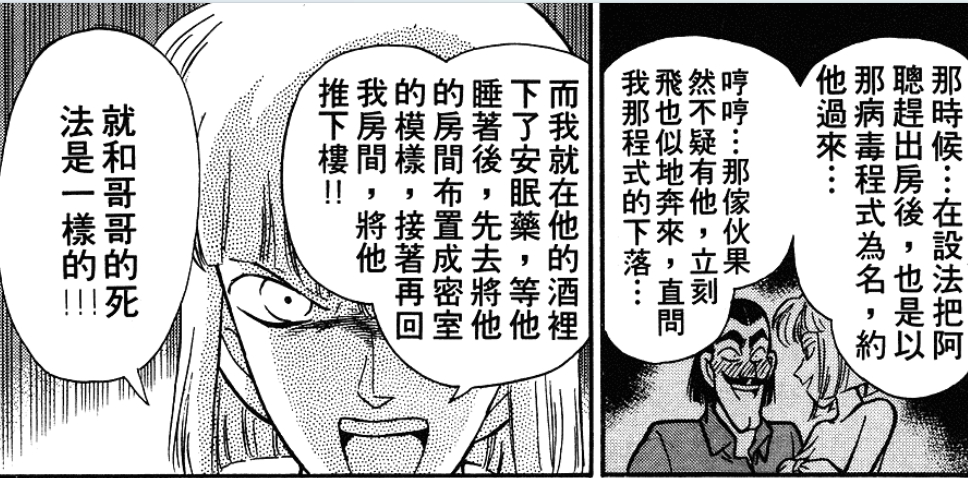 那時候…在設法把阿
聰趕出房後，也是以
那病毒程式為名，約
他過來…
哼哼…那傢伙果
然不疑有他，立刻
飛也似地奔來，直問
我那程式的下落…
而我就在他的酒裡
下了安眠藥，等他
睡著後，先去將他
的房間布置成密室
的模樣，接著再回
我房間，將他
推下樓!!
就和哥哥的死
法是一樣的!!!